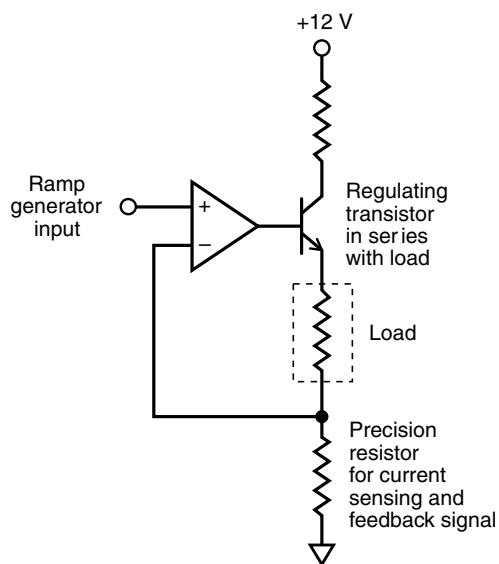 +12 V
Ramp
generator
input
+
−
Regulating
transistor
in series
with load
Load
Precision
resistor
for current
sensing and
feedback signal